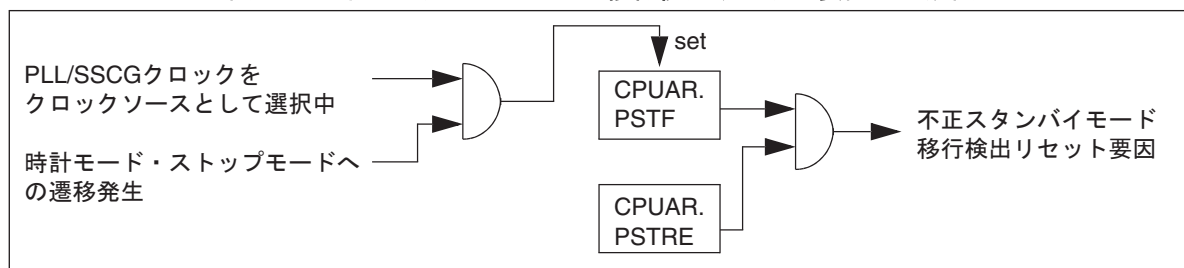 PLL/SSCGクロックを
クロックソースとして選択中
時計モード・ストップモードへ
の遷移発生
set
CPUAR.
PSTF
CPUAR.
PSTRE
不正スタンバイモード
移行検出リセット要因